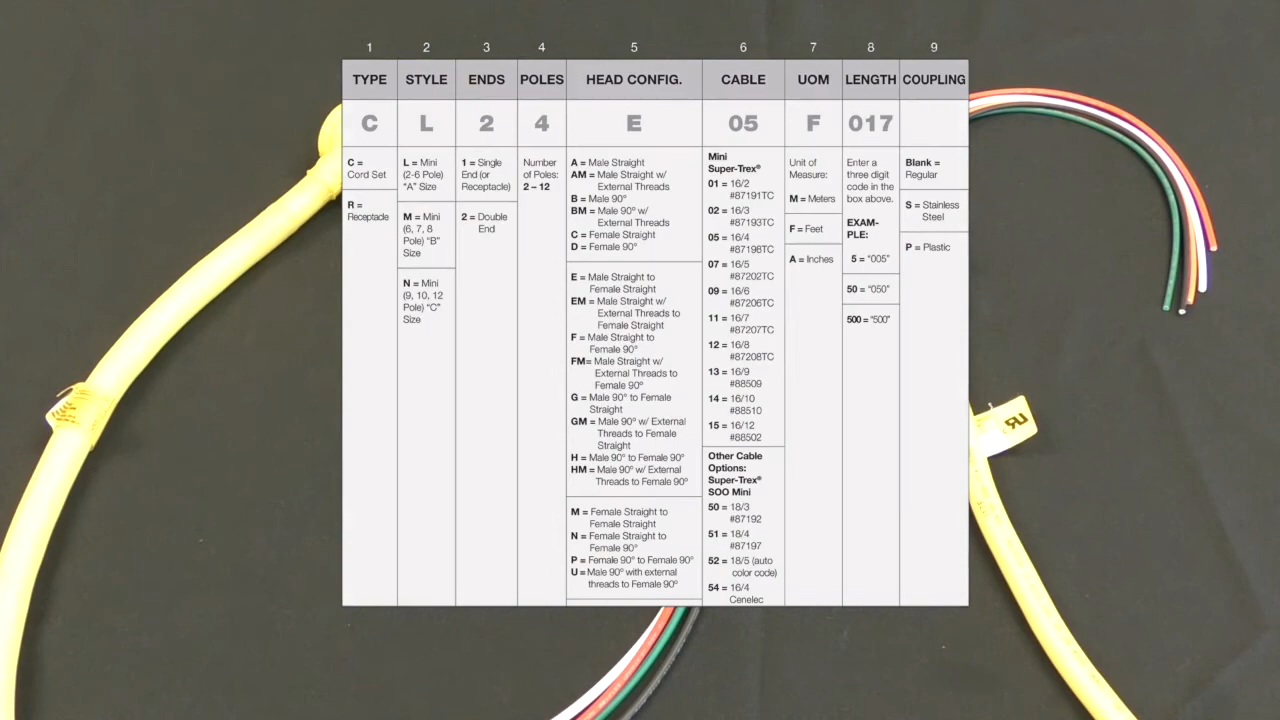 1 2 3 4 5 6 7 8 9
TYPE STYLE ENDS POLES HEAD CONFIG. CABLE UOM LENGTH COUPLING
C L 2 4 E 05 F 017
C =
Cord Set
R =
Receptacle
L = Mini
(2-6 Pole)
“A” Size
M = Mini
(6, 7, 8
Pole) “B”
Size
N = Mini
(9, 10, 12
Pole) “C”
Size
1 = Single
End (or
Receptacle)
2 = Double
End
Number
of Poles:
2 – 12
A = Male Straight
AM = Male Straight w/
External Threads
B = Male 90°
BM = Male 90º w/
External Threads
C = Female Straight
D = Female 90°
E = Male Straight to
Female Straight
EM = Male Straight w/
External Threads to
Female Straight
F = Male Straight to
Female 90°
FM= Male Straight w/
External Threads to
Female 90º
G = Male 90° to Female
Straight
GM = Male 90º w/ External
Threads to Female
Straight
H = Male 90° to Female 90°
HM = Male 90º w/ External
Threads to Female 90º
M = Female Straight to
Female Straight
N = Female Straight to
Female 90°
P = Female 90° to Female 90°
U = Male 90º with external
threads to Female 90º
Mini
Super-Trex®
01 = 16/2
#87191TC
02 = 16/3
#87193TC
05 = 16/4
#87198TC
07 = 16/5
#87202TC
09 = 16/6
#87206TC
11 = 16/7
#87207TC
12 = 16/8
#87208TC
13 = 16/9
#88509
14 = 16/10
#88510
15 = 16/12
#88502
Other Cable
Options:
Super-Trex®
SOO Mini
50 = 18/3
#87192
51 = 18/4
#87197
52 = 18/5 (auto
color code)
54 = 16/4
Cenelec
Unit of
Measure:
M = Meters
F = Feet
A = Inches
Enter a
three digit
code in the
box above.
EXAM-
PLE:
5 = “005”
50 = “050”
500 = “500”
Blank =
Regular
S = Stainless
Steel
P = Plastic